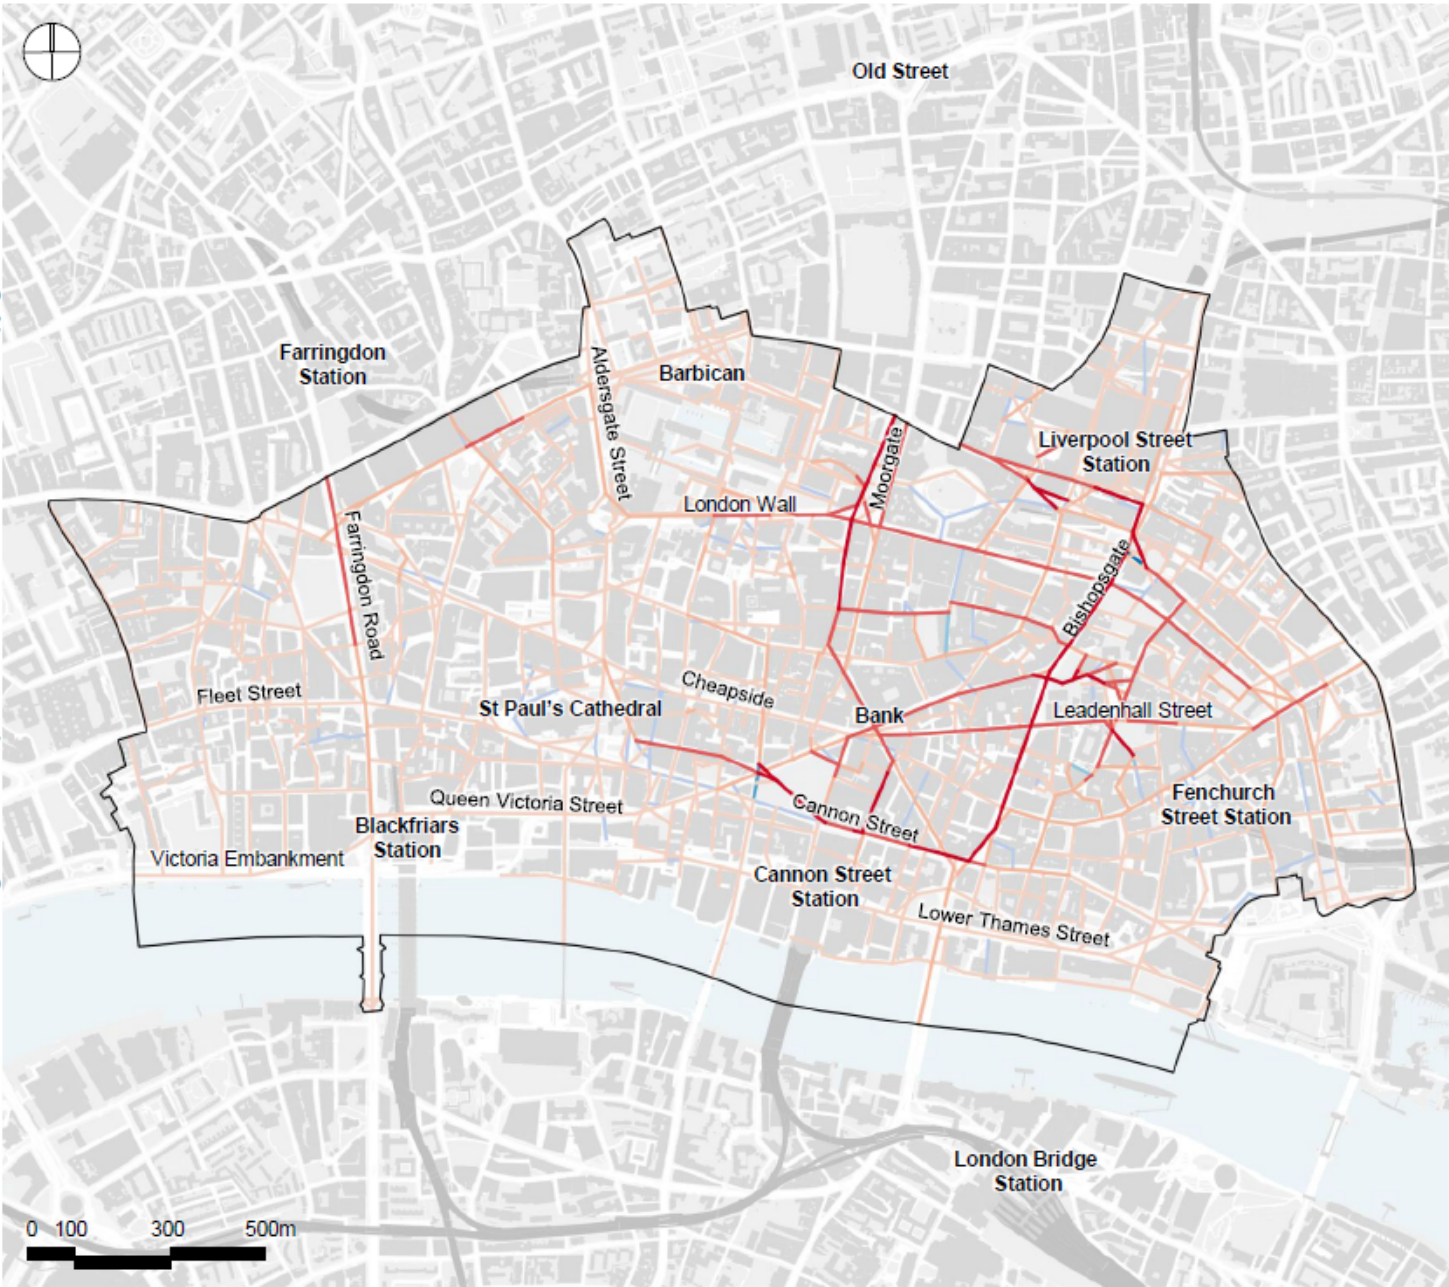 Old Street
Farringdon
Station
Aldersgate Street
Barbican
Moorgate
Liverpool Street
Station
London Wall
Farringdon Road
Bishopsgate
Fleet Street
St Paul's Cathedral
Cheapside
Bank
Leadenhall Street
Queen Victoria Street
Cannon Street
Fenchurch
Street Station
Blackfriars
Station
Victoria Embankment
Cannon Street
Station
Lower Thames Street
London Bridge
Station
0 100 300 500m